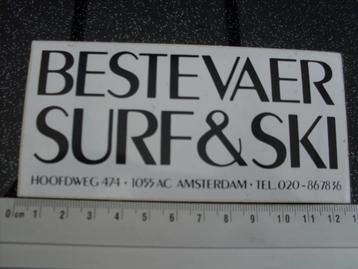 BESTEVAER
SURF & SKI
HOOFDWEG 474 · 1055 AC AMSTERDAM · TEL. 020 - 867836
0 cm 1 2 3 4 5 6 7 8 9 10 11 12